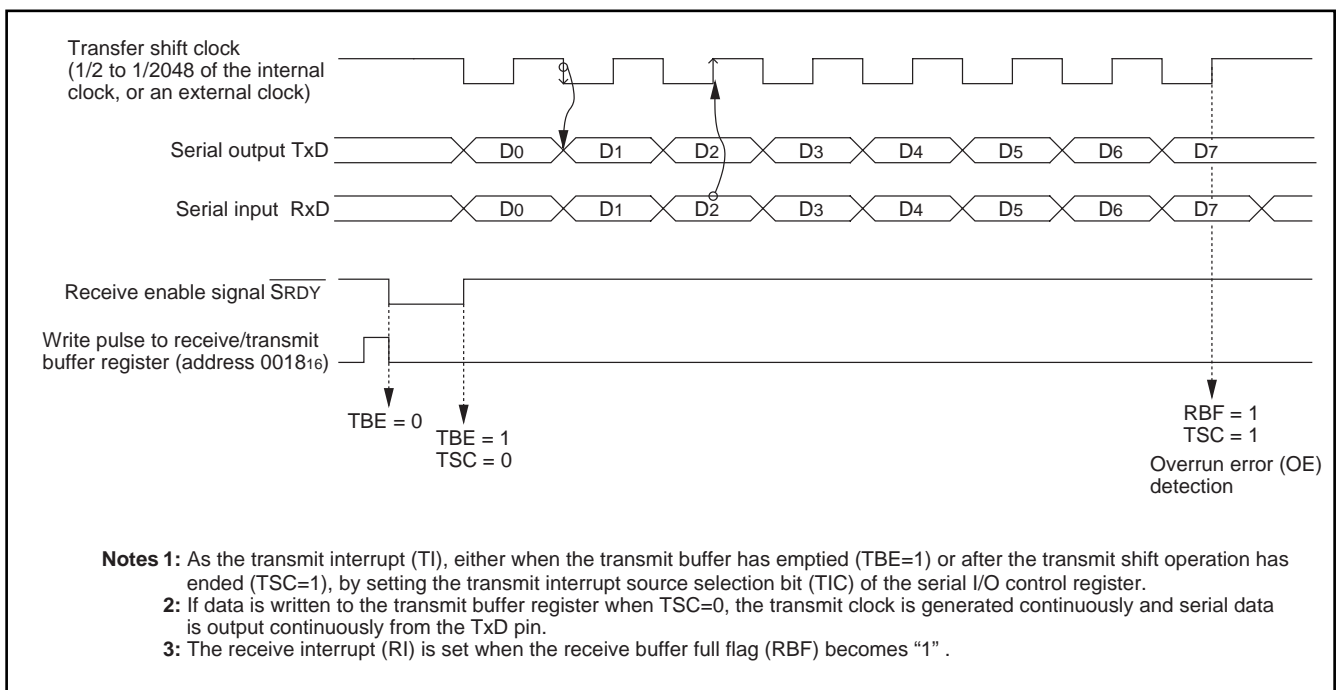 Transfer shift clock
(1/2 to 1/2048 of the internal
clock, or an external clock)
Serial output TxD
D0 D1 D2 D3 D4 D5 D6 D7
Serial input RxD
D0 D1 D2 D3 D4 D5 D6 D7
Receive enable signal SRDY
Write pulse to receive/transmit
buffer register (address 001816)
TBE = 0
TBE = 1
TSC = 0
RBF = 1
TSC = 1
Overrun error (OE)
detection
Notes 1: As the transmit interrupt (TI), either when the transmit buffer has emptied (TBE=1) or after the transmit shift operation has
ended (TSC=1), by setting the transmit interrupt source selection bit (TIC) of the serial I/O control register.
2: If data is written to the transmit buffer register when TSC=0, the transmit clock is generated continuously and serial data
is output continuously from the TxD pin.
3: The receive interrupt (RI) is set when the receive buffer full flag (RBF) becomes “1” .